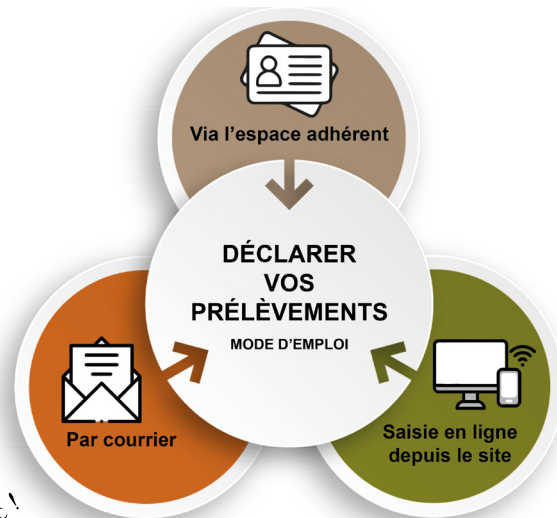 Via l'espace adhérent
DÉCLARER
VOS
PRÉLÈVEMENTS
MODE D'EMPLOI
Par courrier
Saisie en ligne
depuis le site